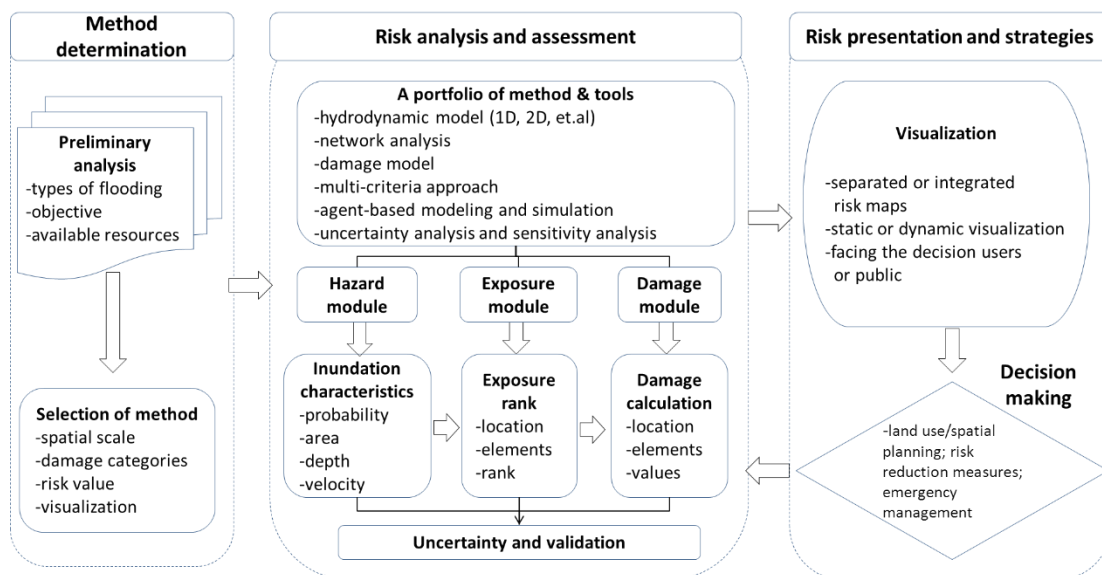 Method
determination
Preliminary
analysis
-types of flooding
-objective
-available resources
Selection of method
-spatial scale
-damage categories
-risk value
-visualization
Risk analysis and assessment
A portfolio of method & tools
-hydrodynamic model (1D, 2D, et.al)
-network analysis
-damage model
-multi-criteria approach
-agent-based modeling and simulation
-uncertainty analysis and sensitivity analysis
Hazard
module
Exposure
module
Damage
module
Inundation
characteristics
-probability
-area
-depth
-velocity
Exposure
rank
-location
-elements
-rank
Damage
calculation
-location
-elements
-values
Uncertainty and validation
Risk presentation and strategies
Visualization
-separated or integrated
risk maps
-static or dynamic visualization
-facing the decision users
or public
Decision
making
-land use/spatial
planning; risk
reduction measures;
emergency
management